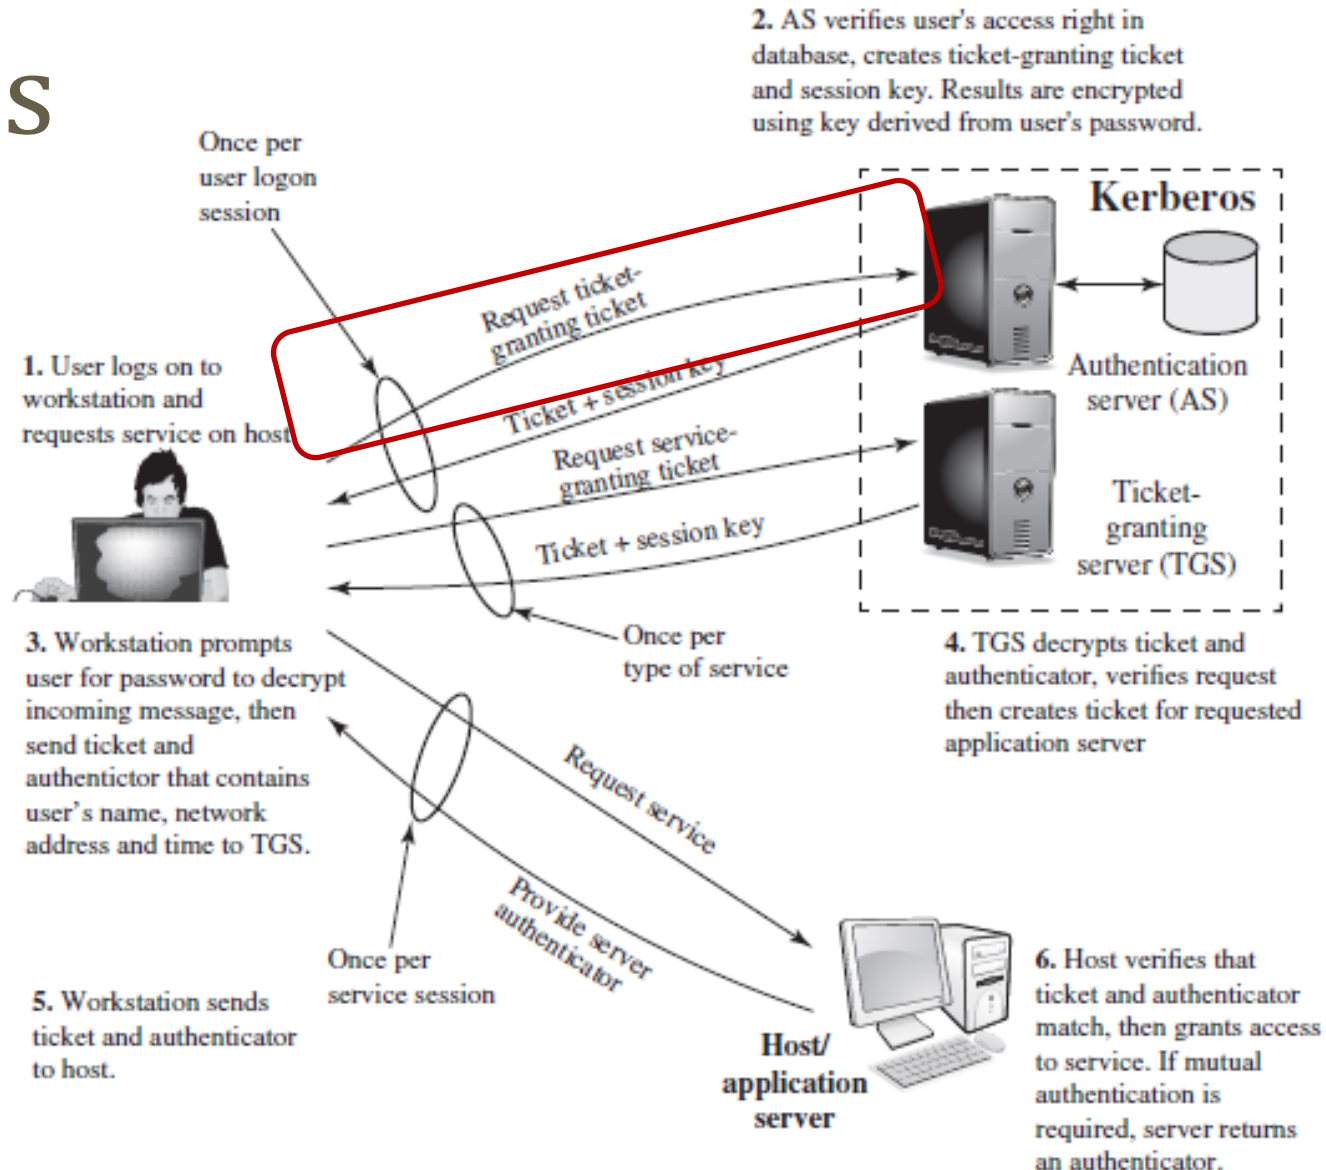 s
2. AS verifies user's access right in
database, creates ticket-granting ticket
and session key. Results are encrypted
using key derived from user's password.
Once per
user logon
session
Kerberos
Request ticket-
granting ticket
1. User logs on to
workstation and
requests service on host
Ticket + session key
Authentication
server (AS)
Request service-
granting ticket
Ticket-
granting
server (TGS)
Ticket + session key
Once per
type of service
3. Workstation prompts
user for password to decrypt
incoming message, then
send ticket and
authentictor that contains
user's name, network
address and time to TGS.
4. TGS decrypts ticket and
authenticator, verifies request
then creates ticket for requested
application server
Request service
Provide server
authenticator
Once per
service session
5. Workstation sends
ticket and authenticator
to host.
Host/
application
server
6. Host verifies that
ticket and authenticator
match, then grants access
to service. If mutual
authentication is
required, server returns
an authenticator.